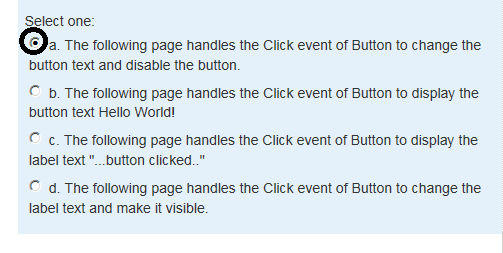 Select one:
a. The following page handles the Click event of Button to change the
button text and disable the button.
b. The following page handles the Click event of Button to display the
button text Hello World!
c. The following page handles the Click event of Button to display the
label text "...button clicked.."
d. The following page handles the Click event of Button to change the
label text and make it visible.